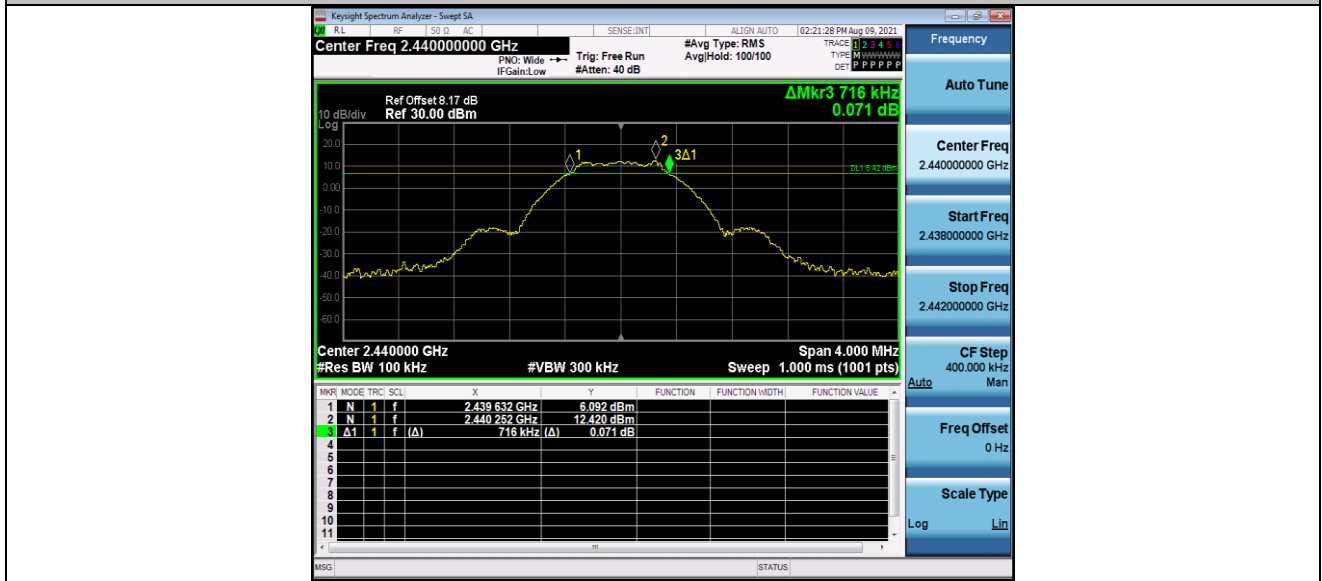 Keysight Spectrum Analyzer - Swept SA
RL RF 50 Ω AC SENSE:INT ALIGN AUTO 02:21:28 PM Aug 09, 2021
Center Freq 2.440000000 GHz
PNO: Wide
IFGain:Low
Trig: Free Run
#Atten: 40 dB
#Avg Type: RMS
Avg|Hold: 100/100
TRACE 1 2 3 4 5 6
TYPE M WWWWW
DET P P P P P P
Ref Offset 8.17 dB
10 dB/div Ref 30.00 dBm
Log
ΔMkr3 716 kHz
0.071 dB
20.0
10.0
0.00
-10.0
-20.0
-30.0
-40.0
-50.0
-60.0
1
2
3Δ1
DL1 6.42 dBm
Center 2.440000 GHz Span 4.000 MHz
#Res BW 100 kHz #VBW 300 kHz Sweep 1.000 ms (1001 pts)
MKR MODE TRC SCL X Y FUNCTION FUNCTION WIDTH FUNCTION VALUE
1 N 1 f 2.439 632 GHz 6.092 dBm
2 N 1 f 2.440 252 GHz 12.420 dBm
3 Δ1 1 f (Δ) 716 kHz (Δ) 0.071 dB
4
5
6
7
8
9
10
11
MSG STATUS
Frequency
Auto Tune
Center Freq
2.440000000 GHz
Start Freq
2.438000000 GHz
Stop Freq
2.442000000 GHz
CF Step
400.000 kHz
Auto Man
Freq Offset
0 Hz
Scale Type
Log Lin